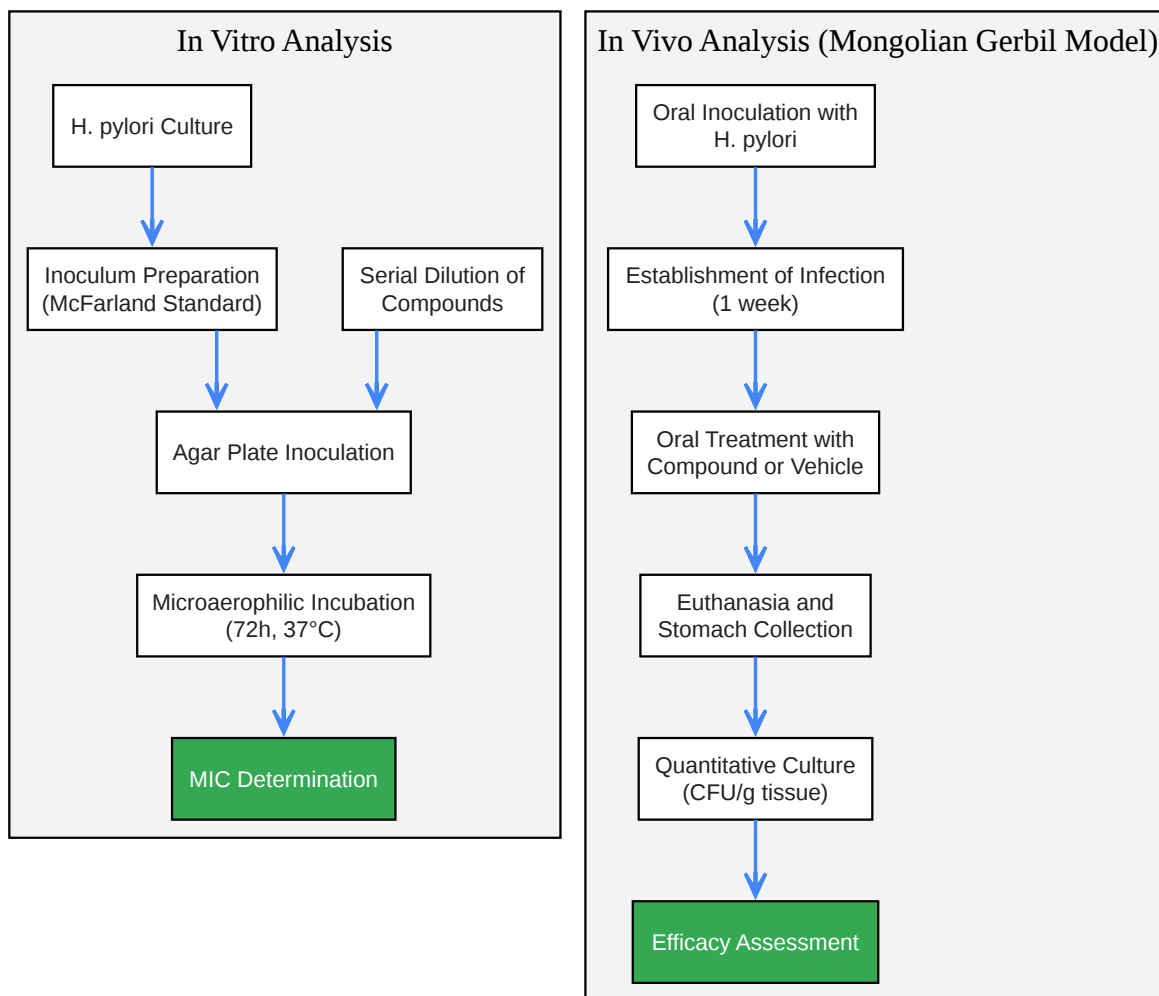 In Vitro Analysis
H. pylori Culture
Inoculum Preparation
(McFarland Standard)
Serial Dilution of
Compounds
Agar Plate Inoculation
Microaerophilic Incubation
(72h, 37°C)
MIC Determination
In Vivo Analysis (Mongolian Gerbil Model)
Oral Inoculation with
H. pylori
Establishment of Infection
(1 week)
Oral Treatment with
Compound or Vehicle
Euthanasia and
Stomach Collection
Quantitative Culture
(CFU/g tissue)
Efficacy Assessment